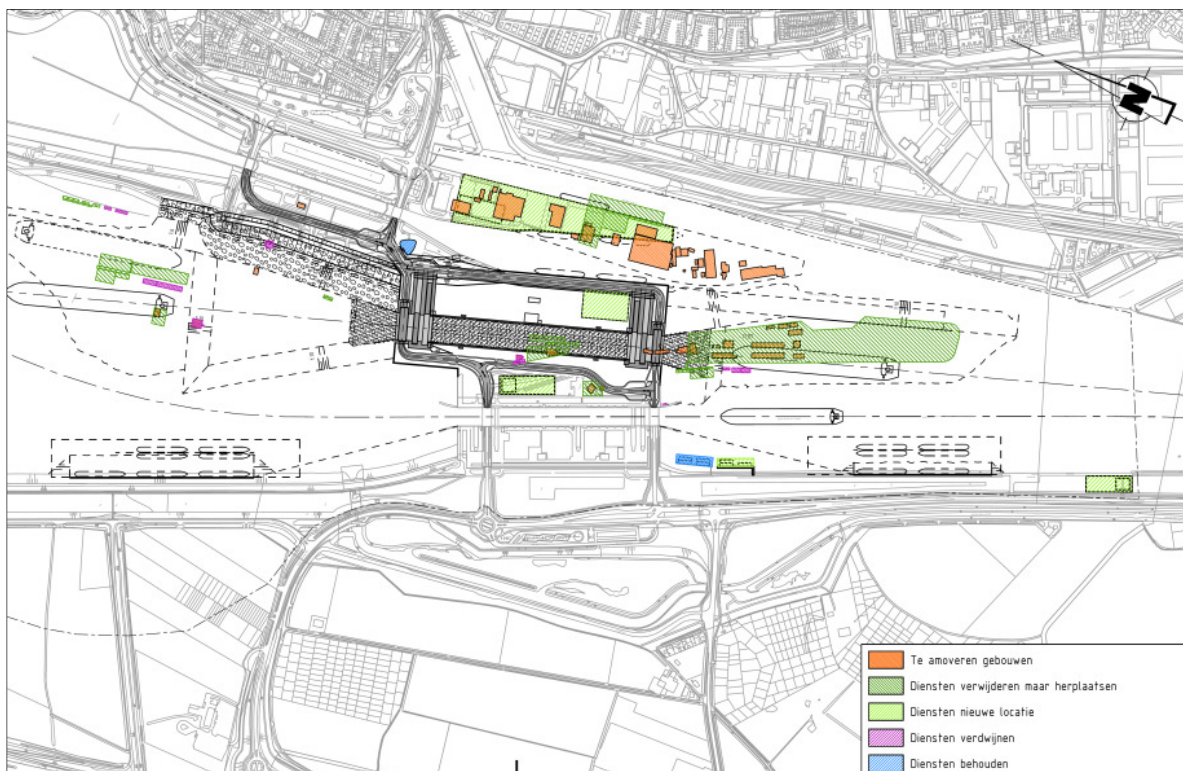 N
Te amoveren gebouwen
Diensten verwijderen maar herplaatsen
Diensten nieuwe locatie
Diensten verdwijnen
Diensten behouden